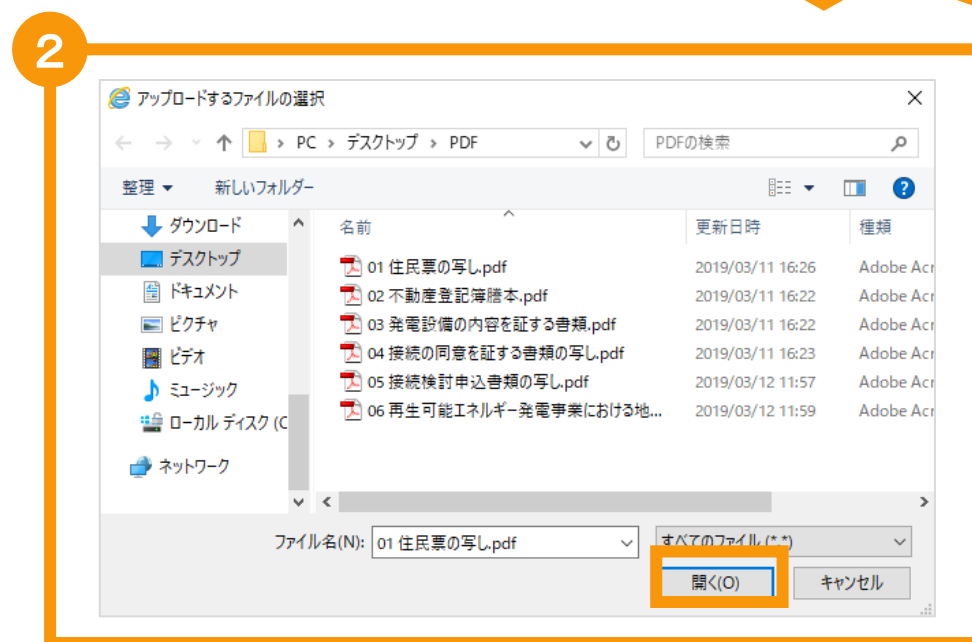 2
アップロードするファイルの選択
PC › デスクトップ › PDF PDFの検索
整理 新しいフォルダー
名前 更新日時 種類
ダウンロード
デスクトップ
ドキュメント
ピクチャ
ビデオ
ミュージック
ローカル ディスク (C
ネットワーク
01 住民票の写し.pdf 2019/03/11 16:26 Adobe Acr
02 不動産登記簿謄本.pdf 2019/03/11 16:22 Adobe Acr
03 発電設備の内容を証する書類.pdf 2019/03/11 16:22 Adobe Acr
04 接続の同意を証する書類の写し.pdf 2019/03/11 16:23 Adobe Acr
05 接続検討申込書類の写し.pdf 2019/03/12 11:57 Adobe Acr
06 再生可能エネルギー発電事業における地... 2019/03/12 11:59 Adobe Acr
ファイル名(N): 01 住民票の写し.pdf すべてのファイル (*.*)
開く(O) キャンセル